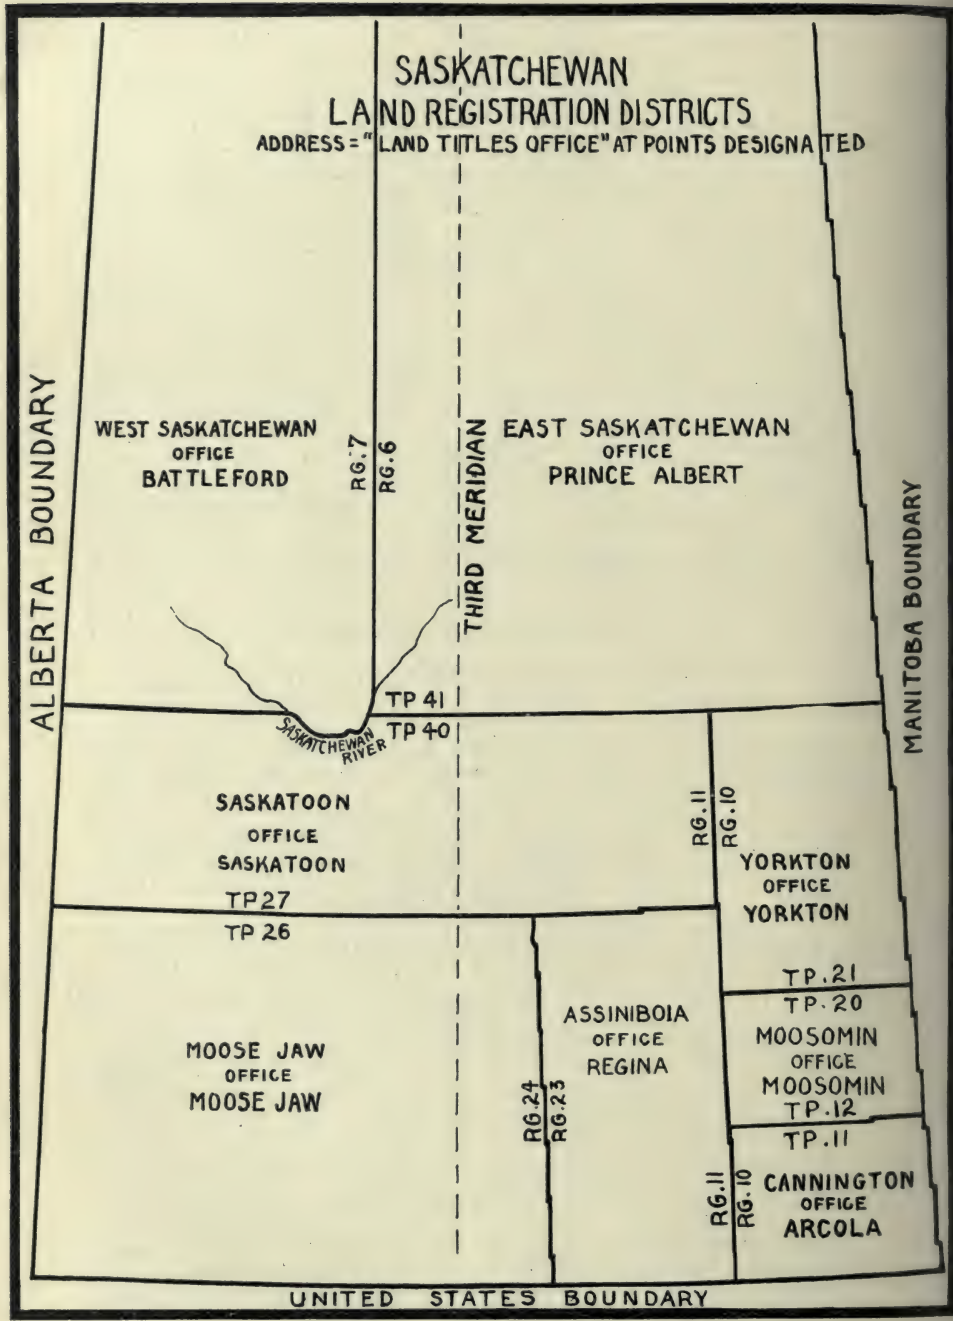 SASKATCHEWAN
LAND REGISTRATION DISTRICTS
ADDRESS = "LAND TITLES OFFICE" AT POINTS DESIGNATED
ALBERTA BOUNDARY
WEST SASKATCHEWAN
OFFICE
BATTLEFORD
RG. 7
RG. 6
THIRD MERIDIAN
EAST SASKATCHEWAN
OFFICE
PRINCE ALBERT
MANITOBA BOUNDARY
TP 41
TP 40
SASKATCHEWAN
RIVER
SASKATOON
OFFICE
SASKATOON
RG. 11
RG. 10
YORKTON
OFFICE
YORKTON
TP 27
TP 26
TP. 21
TP. 20
MOOSE JAW
OFFICE
MOOSE JAW
RG. 24
RG. 23
ASSINIBOIA
OFFICE
REGINA
MOOSOMIN
OFFICE
MOOSOMIN
TP. 12
TP. 11
RG. 11
RG. 10
CANNINGTON
OFFICE
ARCOLA
UNITED STATES BOUNDARY